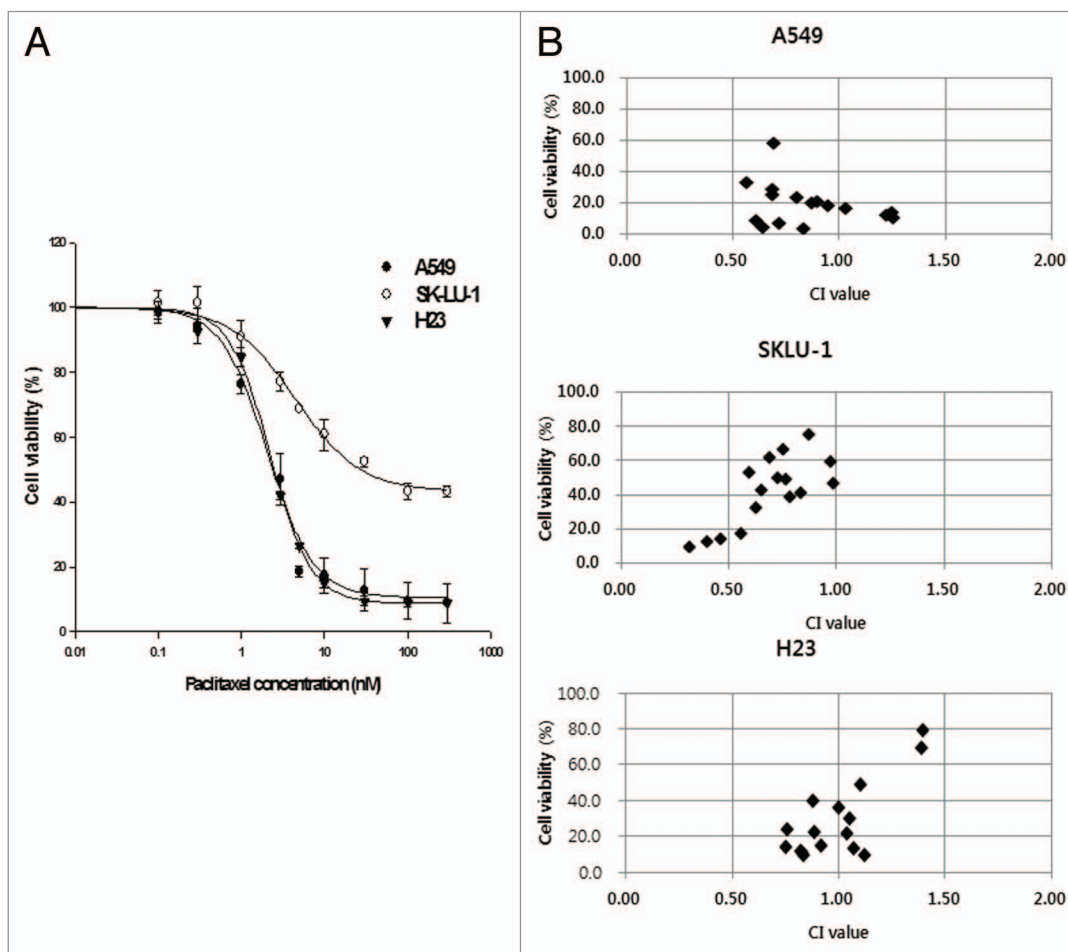 A
120
100
80
60
40
20
0
Cell viability (%)
0.01 0.1 1 10 100 1000
Paclitaxel concentration (nM)
A549
SK-LU-1
H23
B
A549
100.0
80.0
60.0
40.0
20.0
0.0
Cell viability (%)
0.00 0.50 1.00 1.50 2.00
CI value
SKLU-1
100.0
80.0
60.0
40.0
20.0
0.0
Cell viability (%)
0.00 0.50 1.00 1.50 2.00
CI value
H23
100.0
80.0
60.0
40.0
20.0
0.0
Cell viability (%)
0.00 0.50 1.00 1.50 2.00
CI value